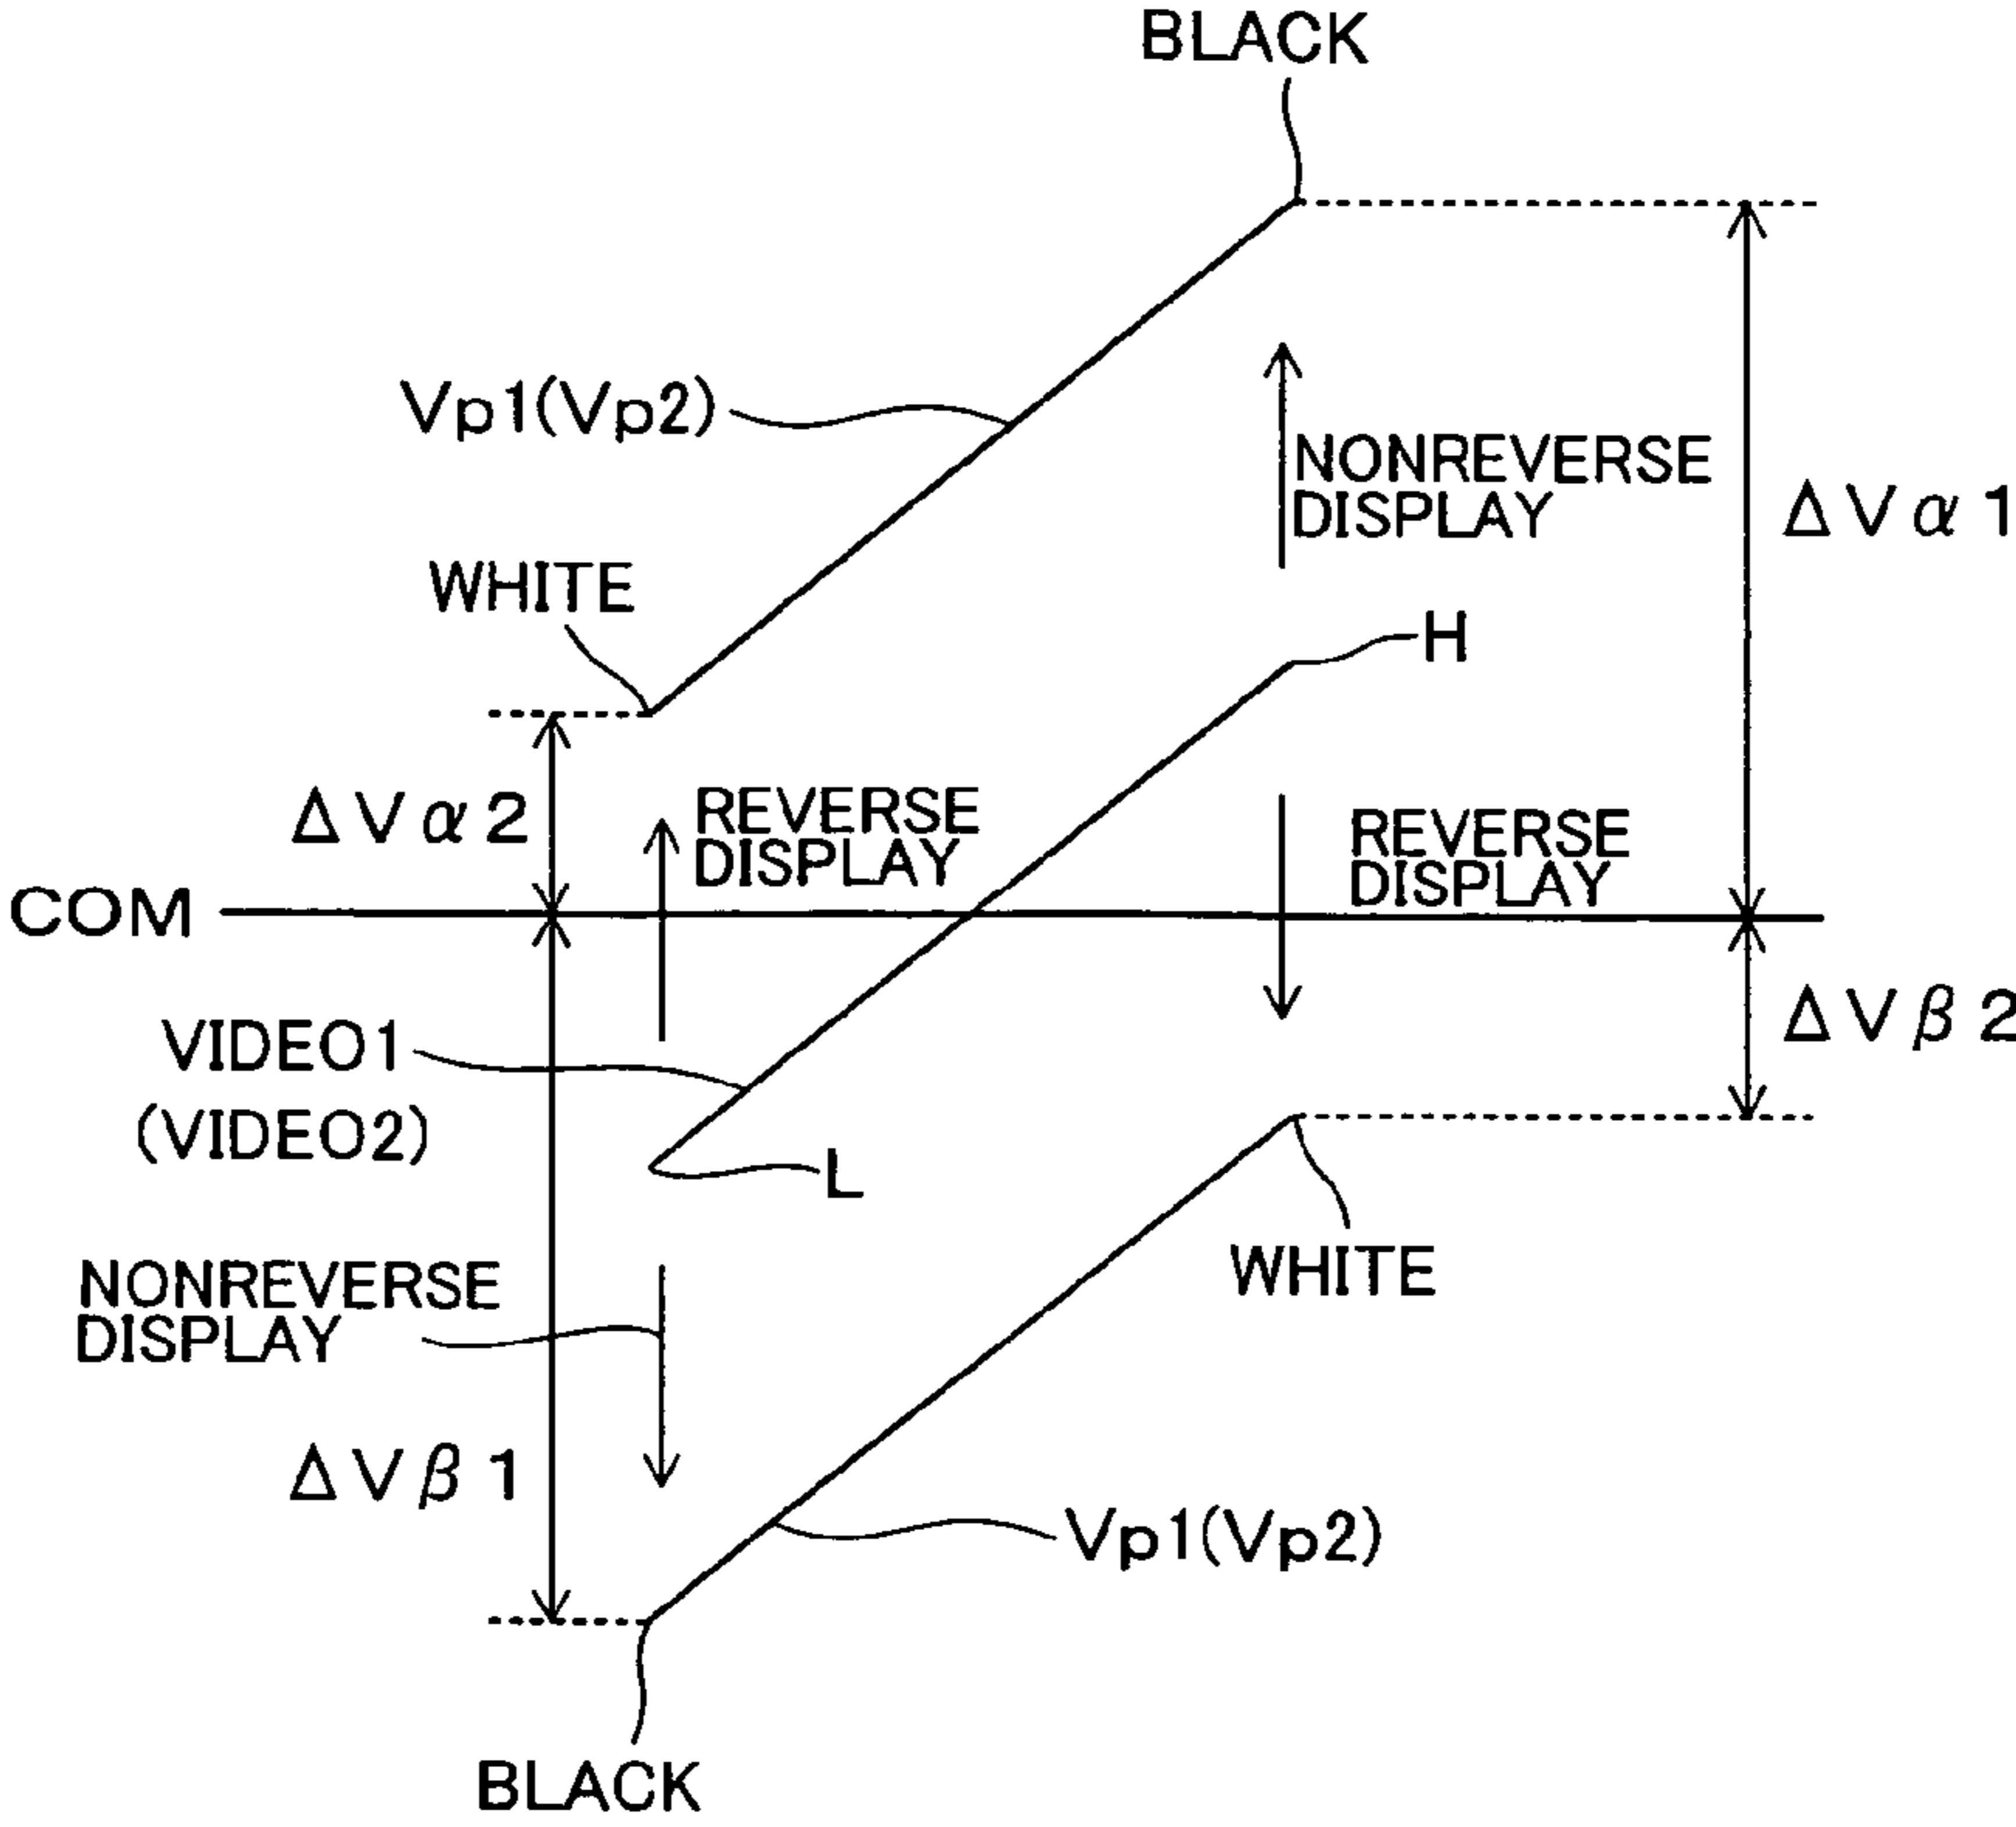 BLACK
Vp1(Vp2)
NONREVERSE
DISPLAY
ΔVα1
WHITE
H
ΔVα2
REVERSE
DISPLAY
REVERSE
DISPLAY
COM
VIDEO1
(VIDEO2)
ΔVβ2
L
NONREVERSE
DISPLAY
WHITE
ΔVβ1
Vp1(Vp2)
BLACK